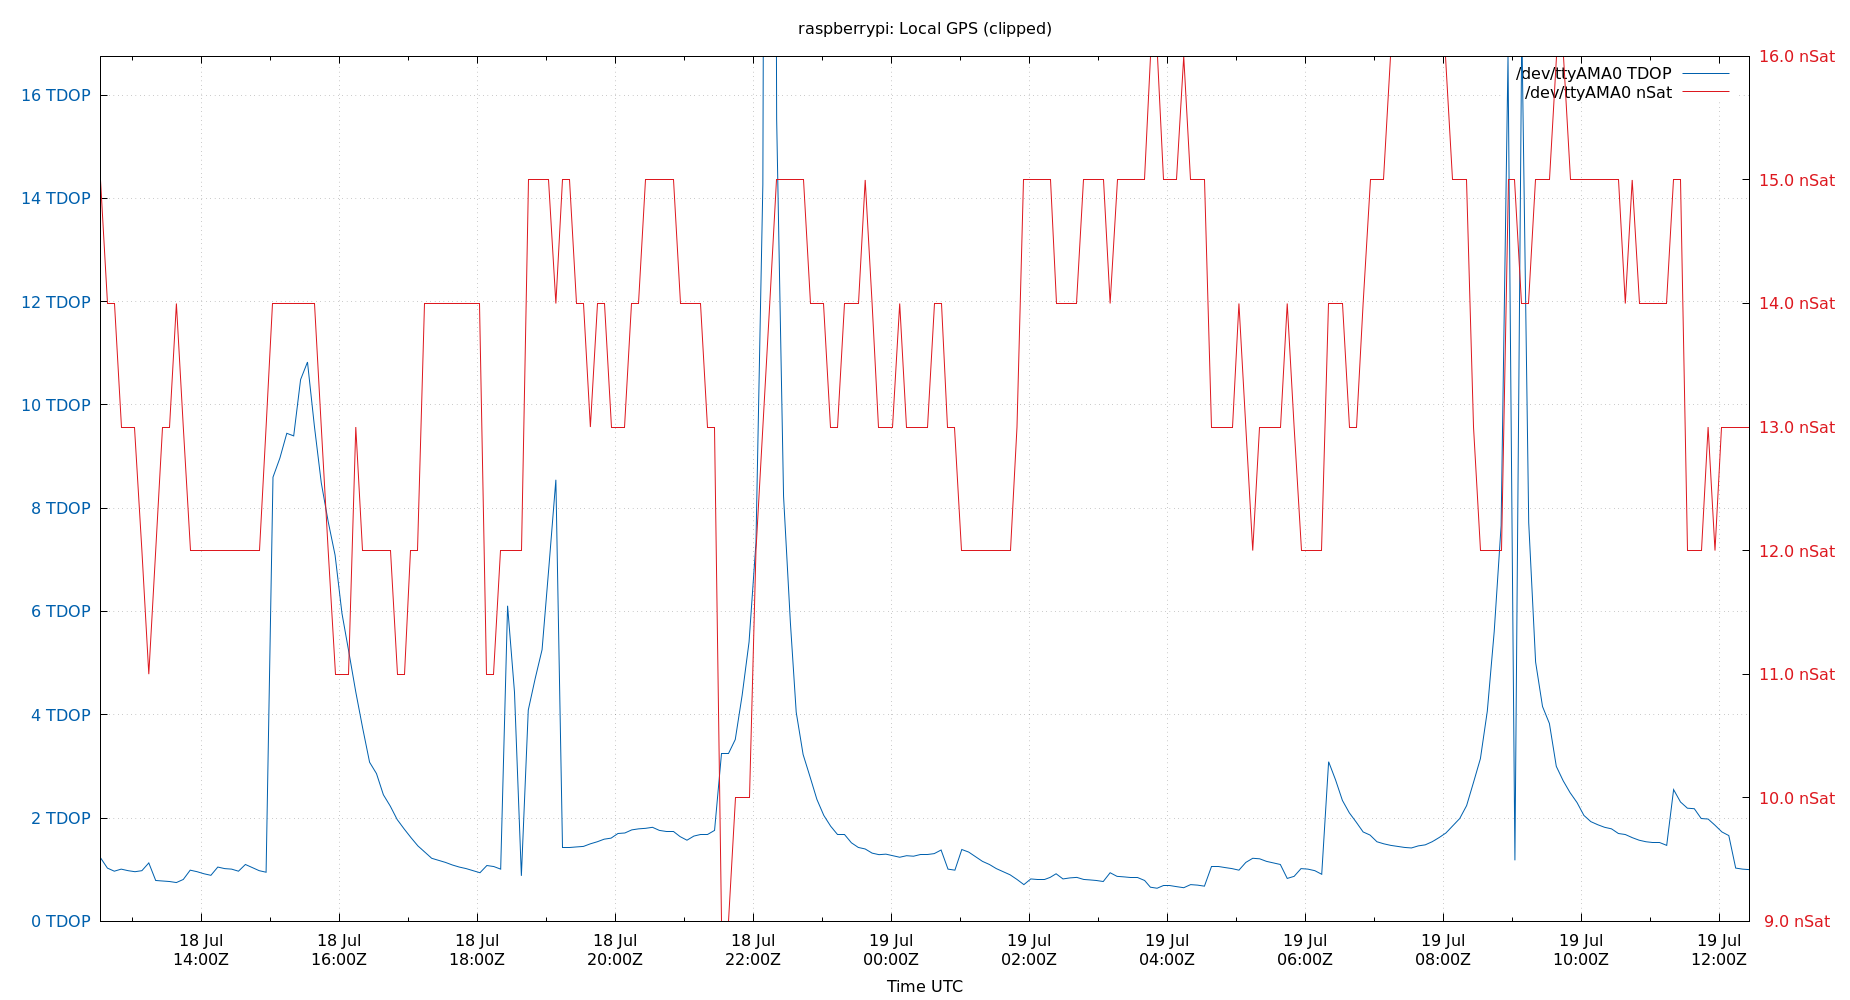 raspberrypi: Local GPS (clipped)
/dev/ttyAMA0 TDOP
/dev/ttyAMA0 nSat
16 TDOP
14 TDOP
12 TDOP
10 TDOP
8 TDOP
6 TDOP
4 TDOP
2 TDOP
0 TDOP
16.0 nSat
15.0 nSat
14.0 nSat
13.0 nSat
12.0 nSat
11.0 nSat
10.0 nSat
9.0 nSat
18 Jul 18 Jul 18 Jul 18 Jul 18 Jul 19 Jul 19 Jul 19 Jul 19 Jul 19 Jul 19 Jul 19 Jul
14:00Z 16:00Z 18:00Z 20:00Z 22:00Z 00:00Z 02:00Z 04:00Z 06:00Z 08:00Z 10:00Z 12:00Z
Time UTC